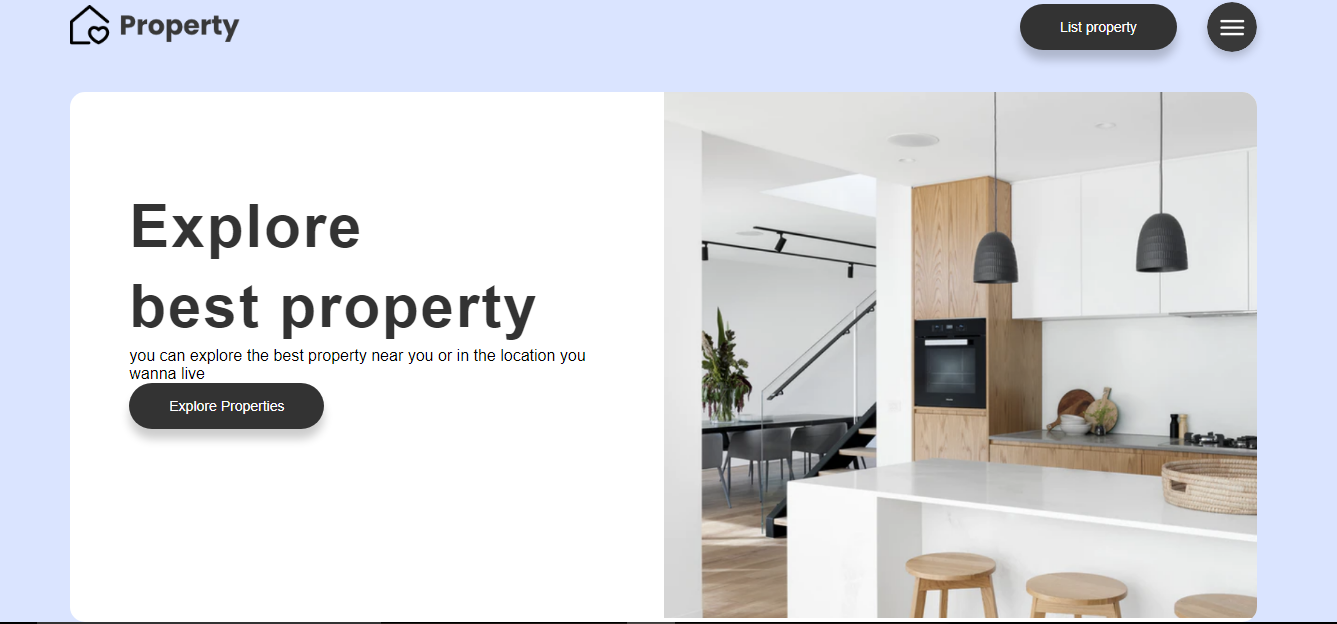 Property
List property
Explore
best property
you can explore the best property near you or in the location you
wanna live
Explore Properties